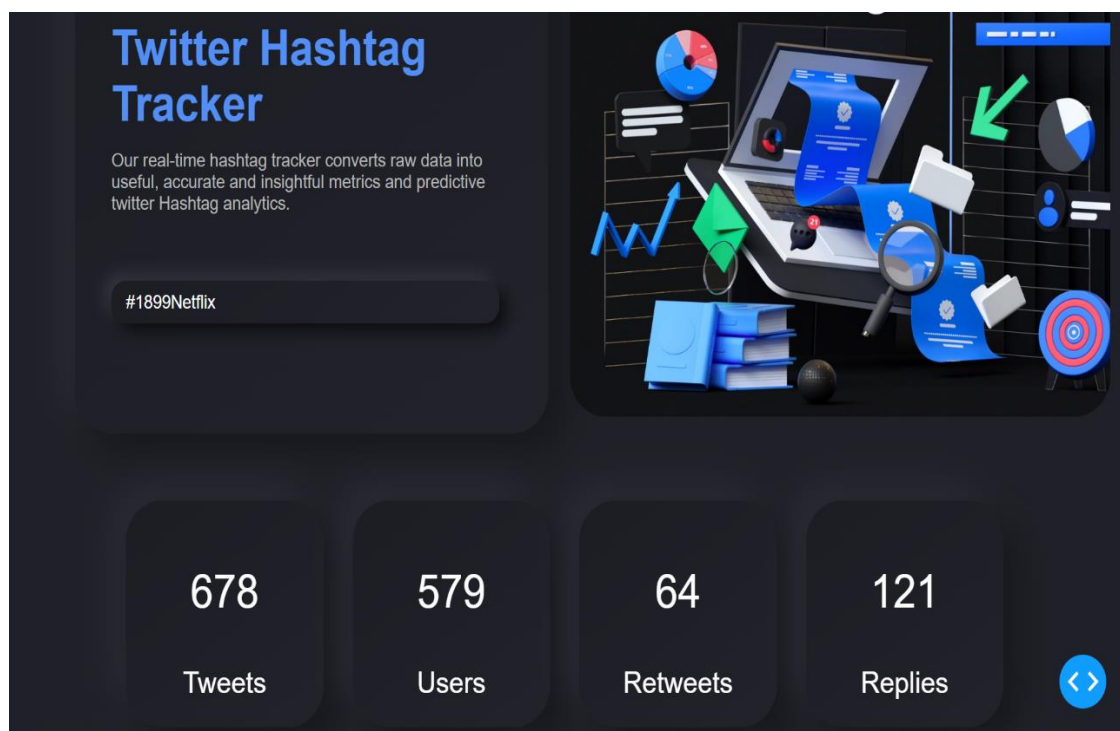 Twitter Hashtag
Tracker
Our real-time hashtag tracker converts raw data into
useful, accurate and insightful metrics and predictive
twitter Hashtag analytics.
#1899Netflix
21
678
579
64
121
Tweets
Users
Retweets
Replies